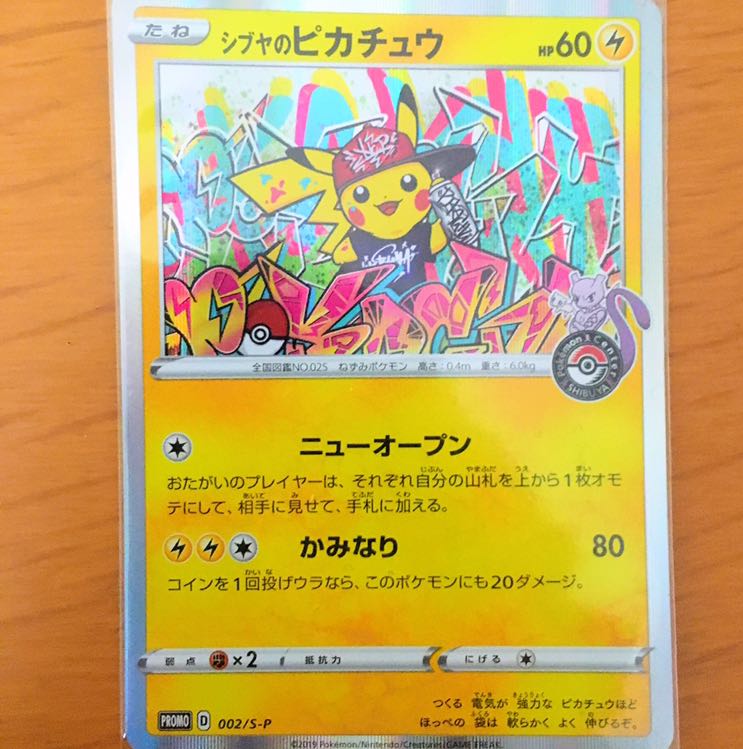 たね シブヤのピカチュウ HP60
Pokémon Center
SHIBUYA
全国図鑑NO.025 ねずみポケモン 高さ:0.4m 重さ:6.0kg
ニューオープン
おたがいのプレイヤーは、それぞれ自分の山札を上から1枚オモ
テにして、相手に見せて、手札に加える。
かみなり 80
コインを1回投げウラなら、このポケモンにも20ダメージ。
弱点 ×2 抵抗力 にげる
つくる 電気が 強力な ピカチュウほど
ほっぺの 袋は 軟らかく よく 伸びるぞ。
PROMO D 002/S-P
©2019 Pokémon/Nintendo/Creatures/GAME FREAK.